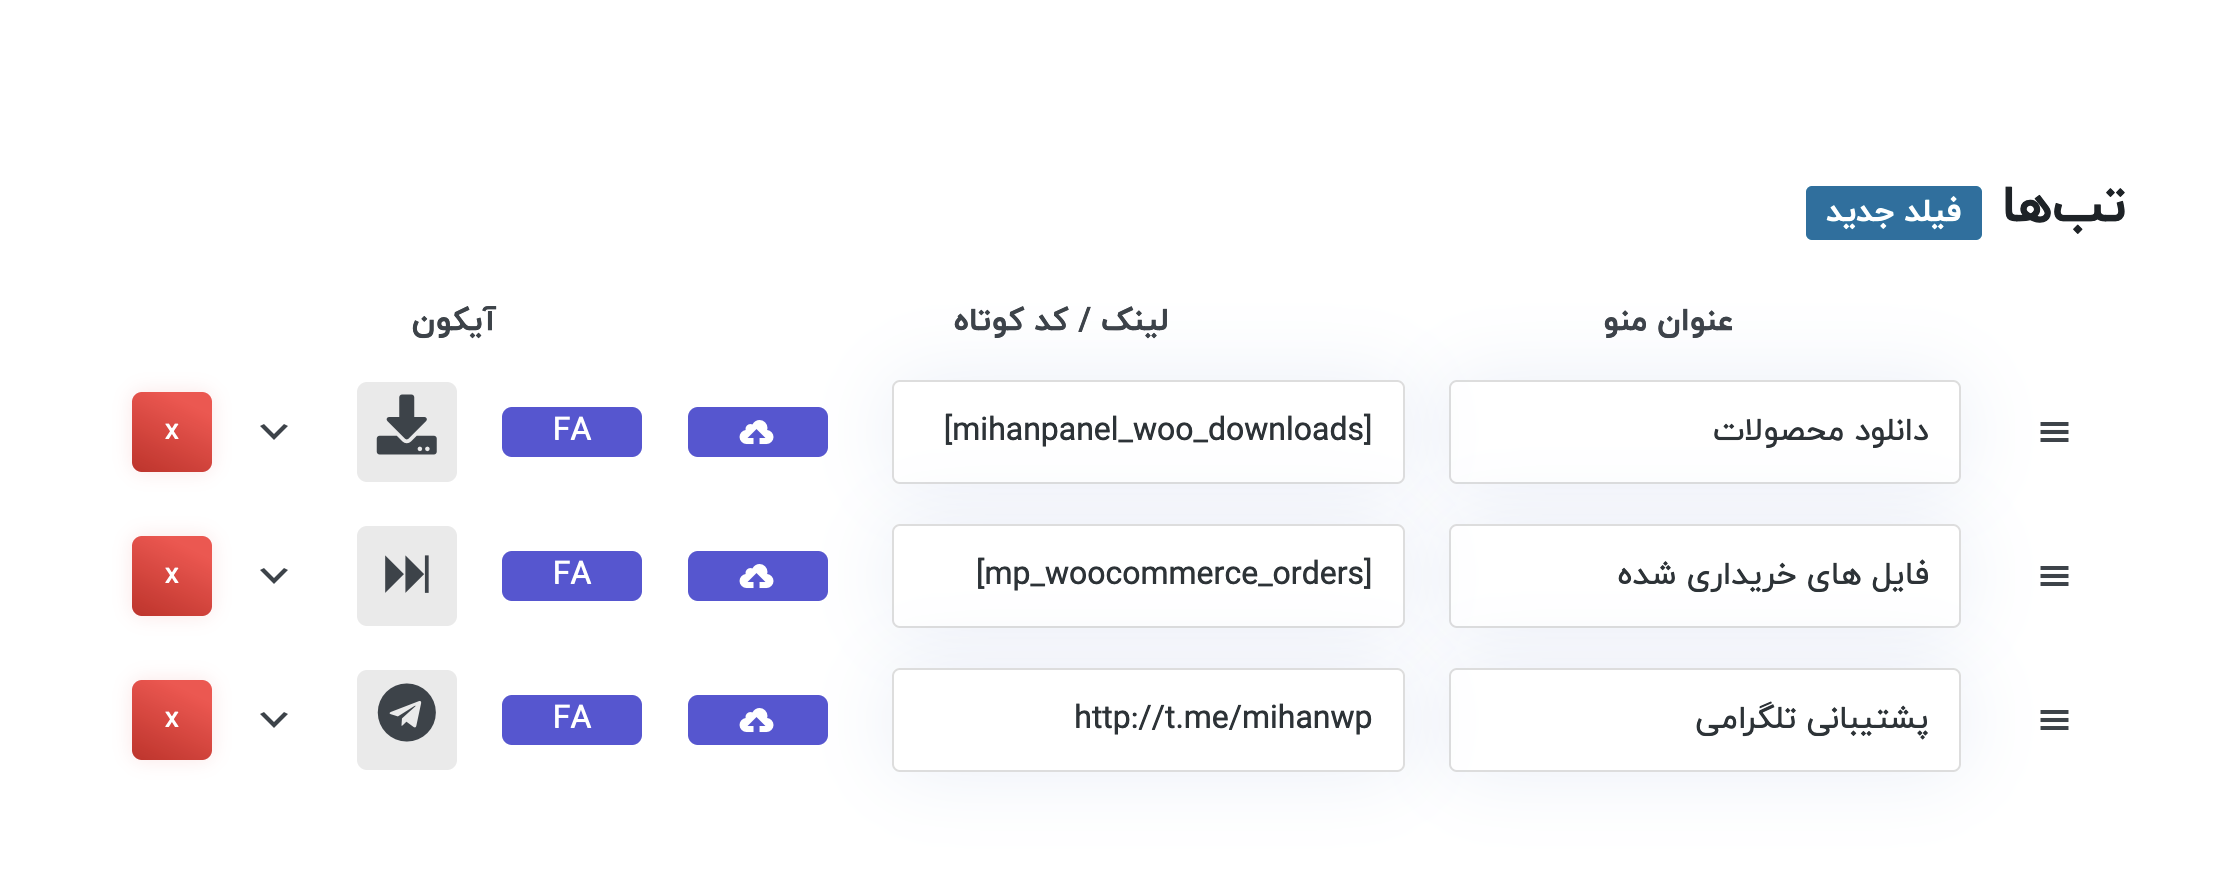 تب‌ها فیلد جدید
عنوان منو لینک / کد کوتاه آیکون
دانلود محصولات [mihanpanel_woo_downloads] FA x
فایل های خریداری شده [mp_woocommerce_orders] FA x
پشتیبانی تلگرامی http://t.me/mihanwp FA x